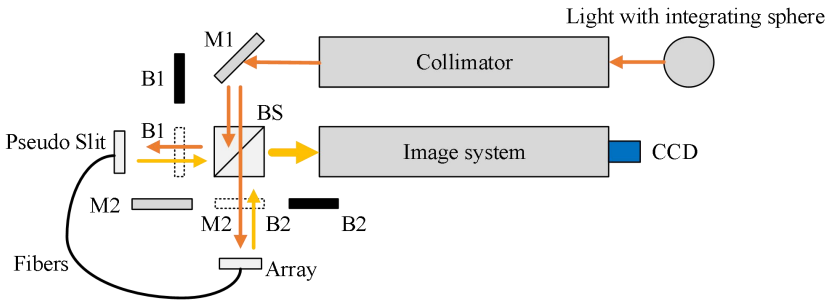 Light with integrating sphere
M1
Collimator
B1
BS
B1
Pseudo Slit
Image system
CCD
M2
M2
B2
B2
Fibers
Array